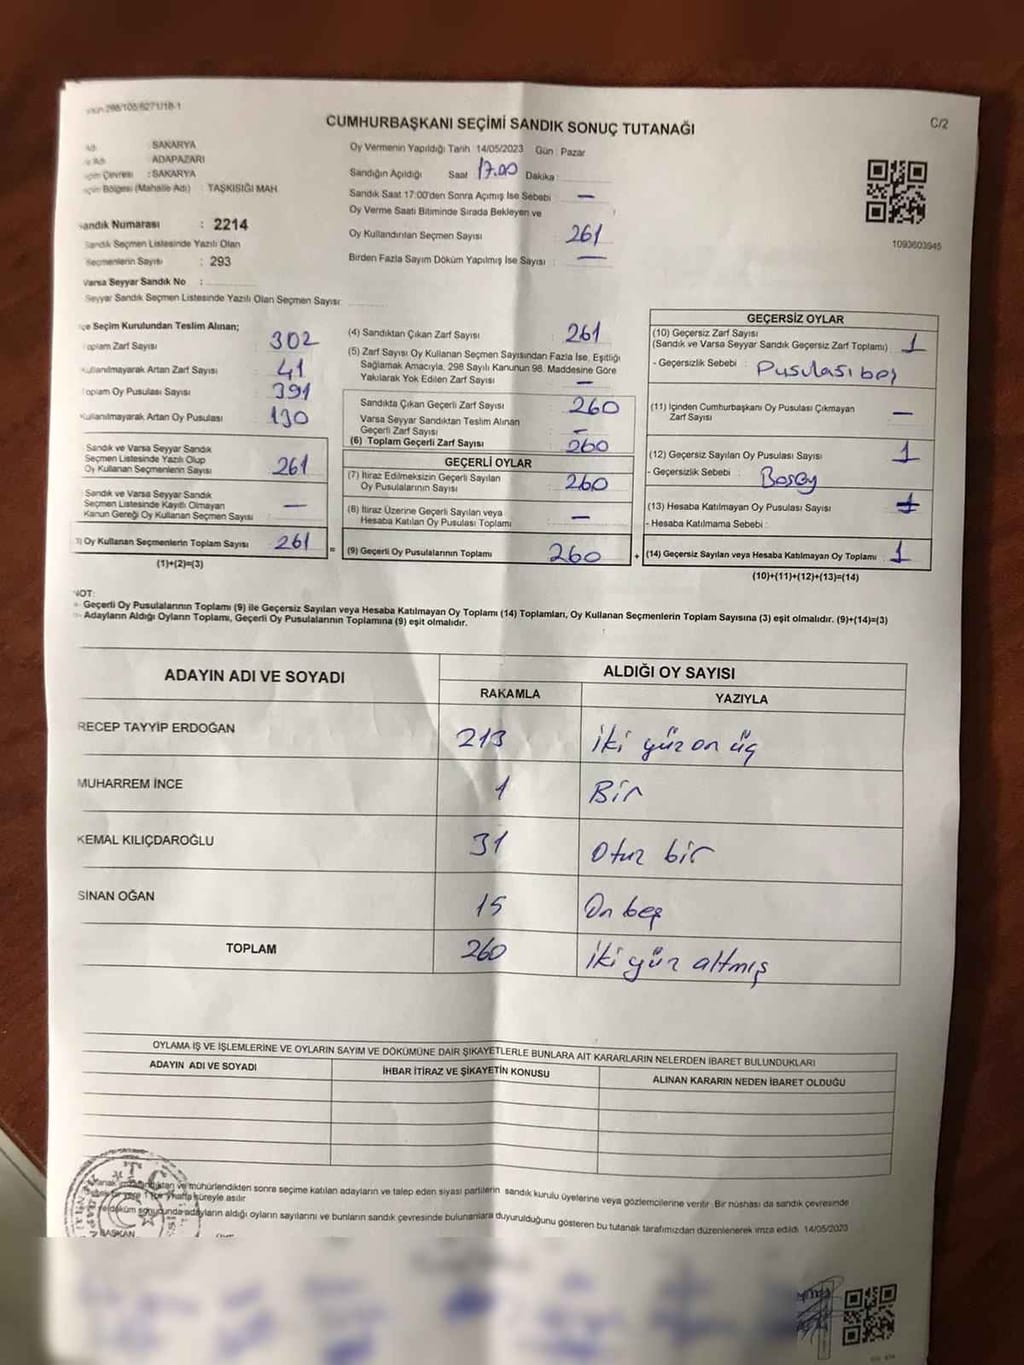 CUMHURBAŞKANI SEÇİMİ SANDIK SONUÇ TUTANAĞI
C/2
SAKARYA
ADAPAZARI
Seçim Çevresi : SAKARYA
Seçim Bölgesi (Mahalle Adı) TAŞKISIĞI MAH.
Sandık Numarası : 2214
Sandık Seçmen Listesinde Yazılı Olan
Seçmenlerin Sayısı : 293
Varsa Seyyar Sandık No :
Seyyar Sandık Seçmen Listesinde Yazılı Olan Seçmen Sayısı:
Oy Vermenin Yapıldığı Tarih 14/05/2023 Gün : Pazar
Sandığın Açıldığı Saat 17.00 Dakika :
Sandık Saat 17:00'den Sonra Açımış İse Sebebi —
Oy Verme Saati Bitiminde Sırada Bekleyen ve
Oy Kullandırılan Seçmen Sayısı 261
Birden Fazla Sayım Döküm Yapılmış İse Sayısı —
1093603945
İlçe Seçim Kurulundan Teslim Alınan;
Toplam Zarf Sayısı 302
Kullanılmayarak Artan Zarf Sayısı 41
Toplam Oy Pusulası Sayısı 391
Kullanılmayarak Artan Oy Pusulası 130
Sandık ve Varsa Seyyar Sandık
Seçmen Listesinde Yazılı Olup
Oy Kullanan Seçmenlerin Sayısı 261
Sandık ve Varsa Seyyar Sandık
Seçmen Listesinde Kayıtlı Olmayan
Kanun Gereği Oy Kullanan Seçmen Sayısı —
3) Oy Kullanan Seçmenlerin Toplam Sayısı 261
(1)+(2)=(3)
(4) Sandıktan Çıkan Zarf Sayısı 261
(5) Zarf Sayısı Oy Kullanan Seçmen Sayısından Fazla İse, Eşitliği
Sağlamak Amacıyla, 298 Sayılı Kanunun 98. Maddesine Göre
Yakılarak Yok Edilen Zarf Sayısı —
Sandıkta Çıkan Geçerli Zarf Sayısı 260
Varsa Seyyar Sandıktan Teslim Alınan
Geçerli Zarf Sayısı —
(6) Toplam Geçerli Zarf Sayısı 260
GEÇERLİ OYLAR
(7) İtiraz Edilmeksizin Geçerli Sayılan
Oy Pusulalarının Sayısı 260
(8) İtiraz Üzerine Geçerli Sayılan veya
Hesaba Katılan Oy Pusulası Toplamı —
= (9) Geçerli Oy Pusulalarının Toplamı 260
GEÇERSİZ OYLAR
(10) Geçersiz Zarf Sayısı
(Sandık ve Varsa Seyyar Sandık Geçersiz Zarf Toplamı) 1
- Geçersizlik Sebebi : Pusulası boş
(11) İçinden Cumhurbaşkanı Oy Pusulası Çıkmayan
Zarf Sayısı —
(12) Geçersiz Sayılan Oy Pusulası Sayısı 1
- Geçersizlik Sebebi :
(13) Hesaba Katılmayan Oy Pusulası Sayısı
- Hesaba Katılmama Sebebi :
+ (14) Geçersiz Sayılan veya Hesaba Katılmayan Oy Toplamı 1
(10)+(11)+(12)+(13)=(14)
NOT:
- Geçerli Oy Pusulalarının Toplamı (9) ile Geçersiz Sayılan veya Hesaba Katılmayan Oy Toplam (14) Toplamları, Oy Kullanan Seçmenlerin Toplam Sayısına (3) eşit olmalıdır. (9)+(14)=(3)
- Adayların Aldığı Oyların Toplamı, Geçerli Oy Pusulalarının Toplamına (9) eşit olmalıdır.
ADAYIN ADI VE SOYADI
ALDIĞI OY SAYISI
RAKAMLA YAZIYLA
RECEP TAYYİP ERDOĞAN 213 iki yüz on üç
MUHARREM İNCE 1 Bir
KEMAL KILIÇDAROĞLU 31 Otuz bir
SİNAN OĞAN 15 On beş
TOPLAM 260 iki yüz altmış
OYLAMA İŞ VE İŞLEMLERİNE VE OYLARIN SAYIM VE DÖKÜMÜNE DAİR ŞİKAYETLERLE BUNLARA AİT KARARLARIN NELERDEN İBARET BULUNDUKLARI
ADAYIN ADI VE SOYADI
İHBAR İTİRAZ VE ŞİKAYETİN KONUSU
ALINAN KARARIN NEDEN İBARET OLDUĞU
ve mühürlendikten sonra seçime katılan adayların ve talep eden siyasi partilerin sandık kurulu üyelerine veya gözlemcilerine verilir. Bir nüshası da sandık çevresinde
1 hafta süreyle asılır
döküm sonucunda adayların aldığı oyların sayılarını ve bunların sandık çevresinde bulunanlara duyurulduğunu gösteren bu tutanak tarafımızdan düzenlenerek imza edildi. 14/05/2023
T.C.
BAŞKAN